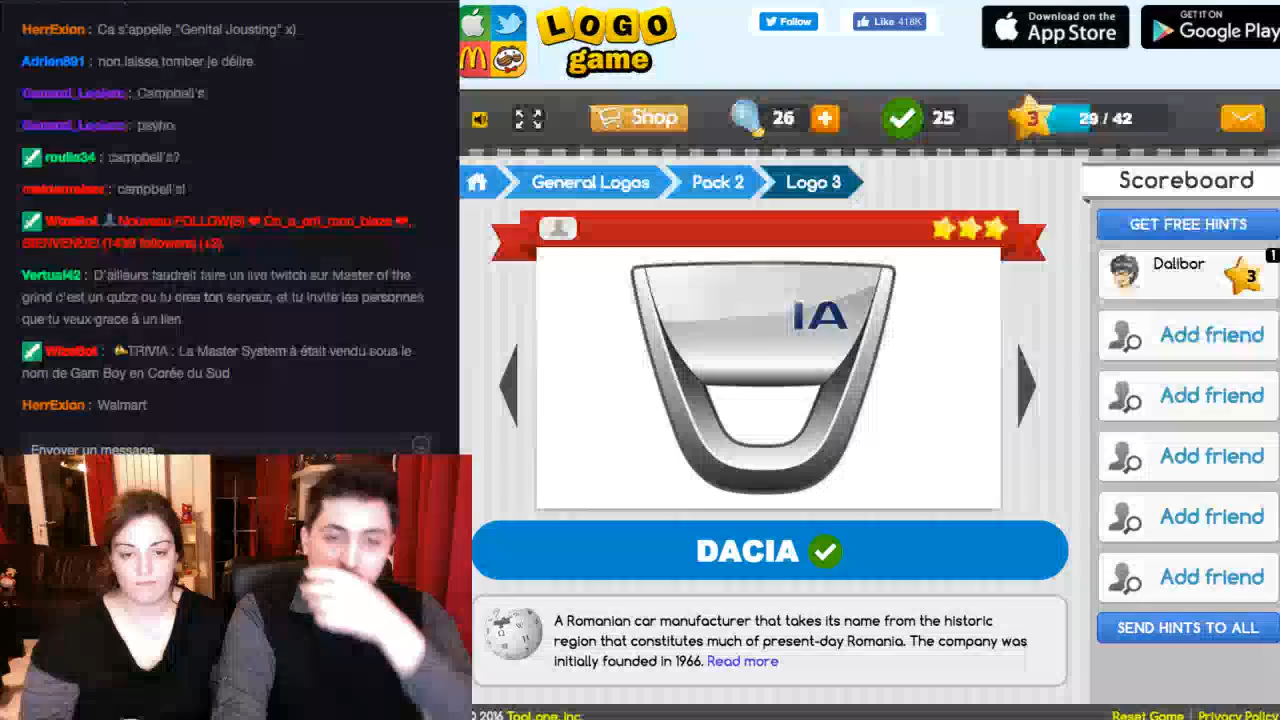 HerrExion : Ca s'appelle "Genital Jousting" x)
Adrien891 : non.laisse tomber je délire
Campbell's
psyho
roulia34 : campbell's?
campbell's!
WizeBot : Nouveau FOLLOW(S)
BIENVENUE!
Vertual42 : D'ailleurs faudrait faire un live twitch sur Master of the
grind c'est un quizz ou tu cree ton serveur, et tu invite les personnes
que tu veux grace à un lien
WizeBot : TRIVIA : La Master System à était vendu sous le
nom de Gam Boy en Corée du Sud
HerrExion : Walmart
Envoyer un message
LOGO
game
Follow
Like 418K
Download on the
App Store
GET IT ON
Google Play
Shop
26
25
3
29 / 42
General Logos
Pack 2
Logo 3
IA
DACIA
A Romanian car manufacturer that takes its name from the historic
region that constitutes much of present-day Romania. The company was
initially founded in 1966. Read more
Scoreboard
GET FREE HINTS
1
Dalibor
3
Add friend
Add friend
Add friend
Add friend
Add friend
SEND HINTS TO ALL
© 2016 TooLone, Inc.
Reset Game | Privacy Policy